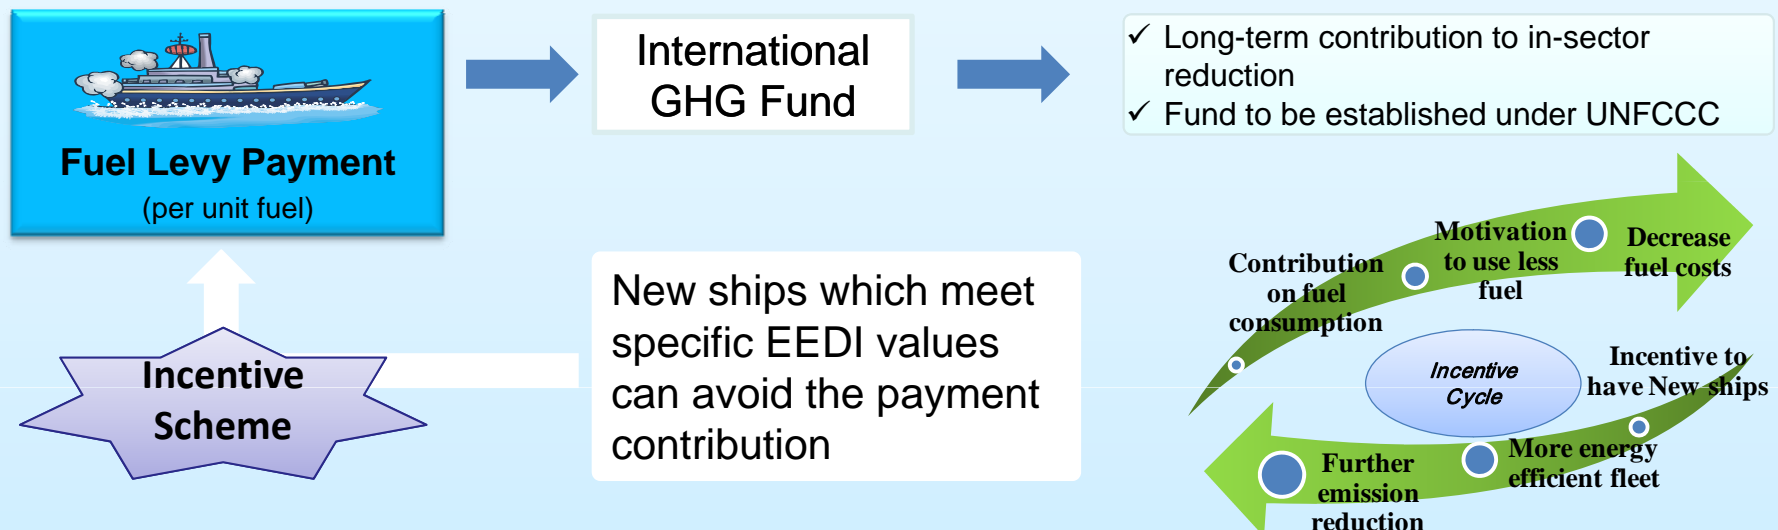 Fuel Levy Payment
(per unit fuel)
International
GHG Fund
✓ Long-term contribution to in-sector
reduction
✓ Fund to be established under UNFCCC
Incentive
Scheme
New ships which meet
specific EEDI values
can avoid the payment
contribution
Contribution
on fuel
consumption
Motivation
to use less
fuel
Decrease
fuel costs
Incentive
Cycle
Incentive to
have New ships
More energy
efficient fleet
Further
emission
reduction